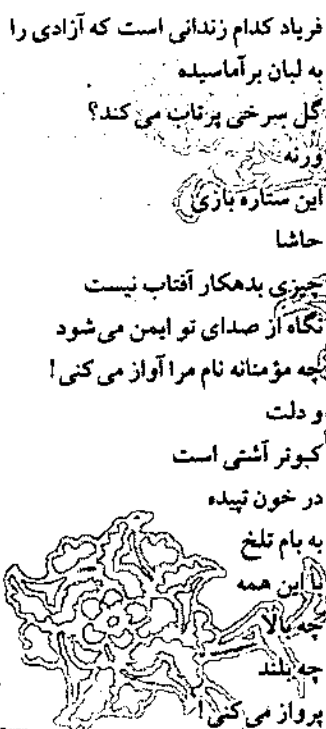 فریاد کدام زندانی است که آزادی را
به لبان برآماسیده
گل سرخی پرتاب می کند؟
ورنه
این ستاره بازی
حاشا
چیزی بدهکار آفتاب نیست
نگاه از صدای تو ایمن می شود
چه مؤمنانه نام مرا آواز می کنی!
و دلت
کبوتر آشتی است
در خون تپیده
به بام تلخ
با این همه
چه بالا
چه بلند
پرواز می کنی!